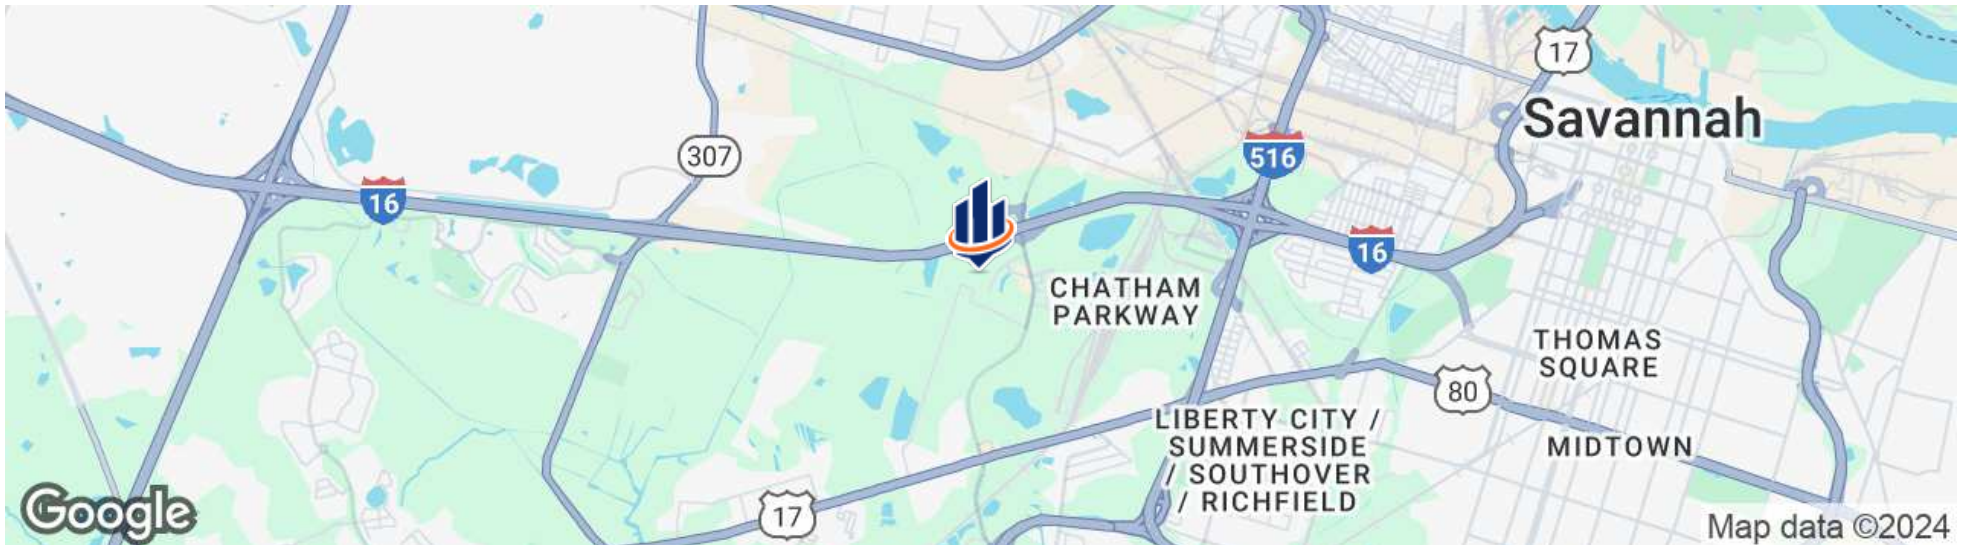 17
Savannah
307
516
16
16
CHATHAM
PARKWAY
THOMAS
SQUARE
80
LIBERTY CITY /
SUMMERSIDE
/ SOUTHOVER
/ RICHFIELD
MIDTOWN
17
Google
Map data ©2024